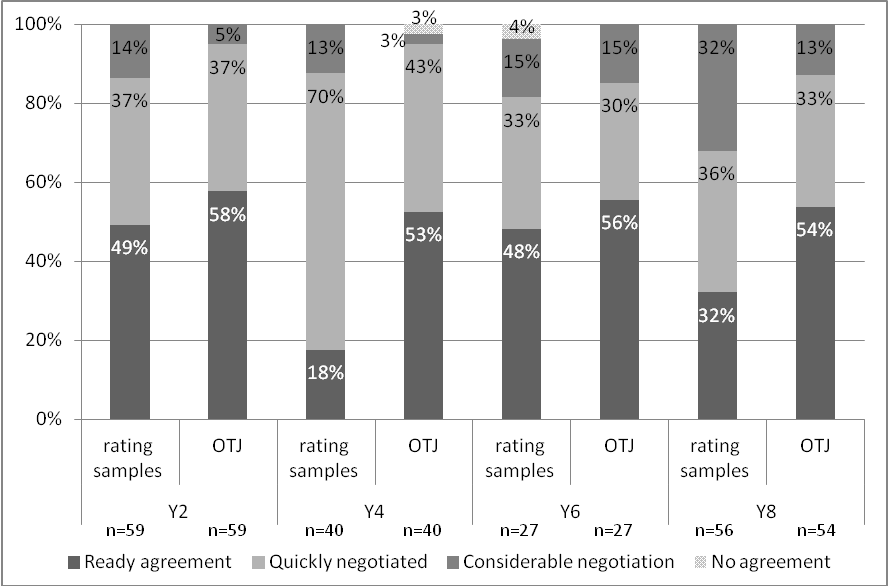 3%
100%
14%
5%
13%
3%
4%
15%
15%
32%
13%
37%
37%
70%
43%
33%
30%
36%
33%
80%
60%
49%
58%
18%
53%
48%
56%
32%
54%
40%
20%
0%
rating samples
OTJ
rating samples
OTJ
rating samples
OTJ
rating samples
OTJ
Y2
Y4
Y6
Y8
n=59
n=59
n=40
n=40
n=27
n=27
n=56
n=54
Ready agreement
Quickly negotiated
Considerable negotiation
No agreement